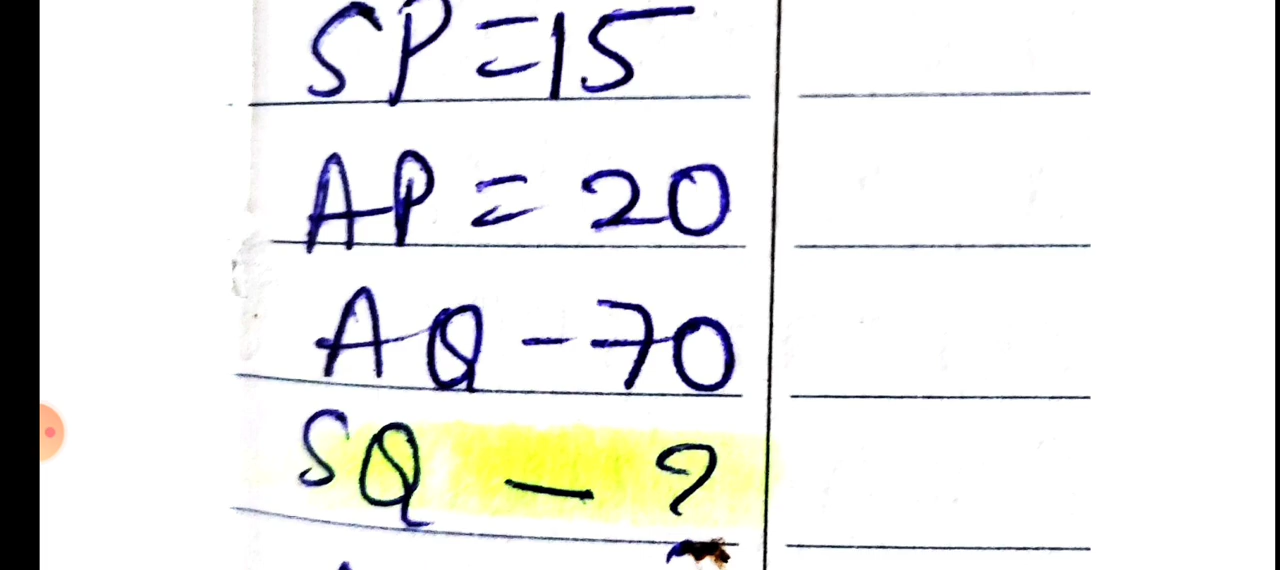 SP = 15
AP = 20
AQ - 70
SQ - ?